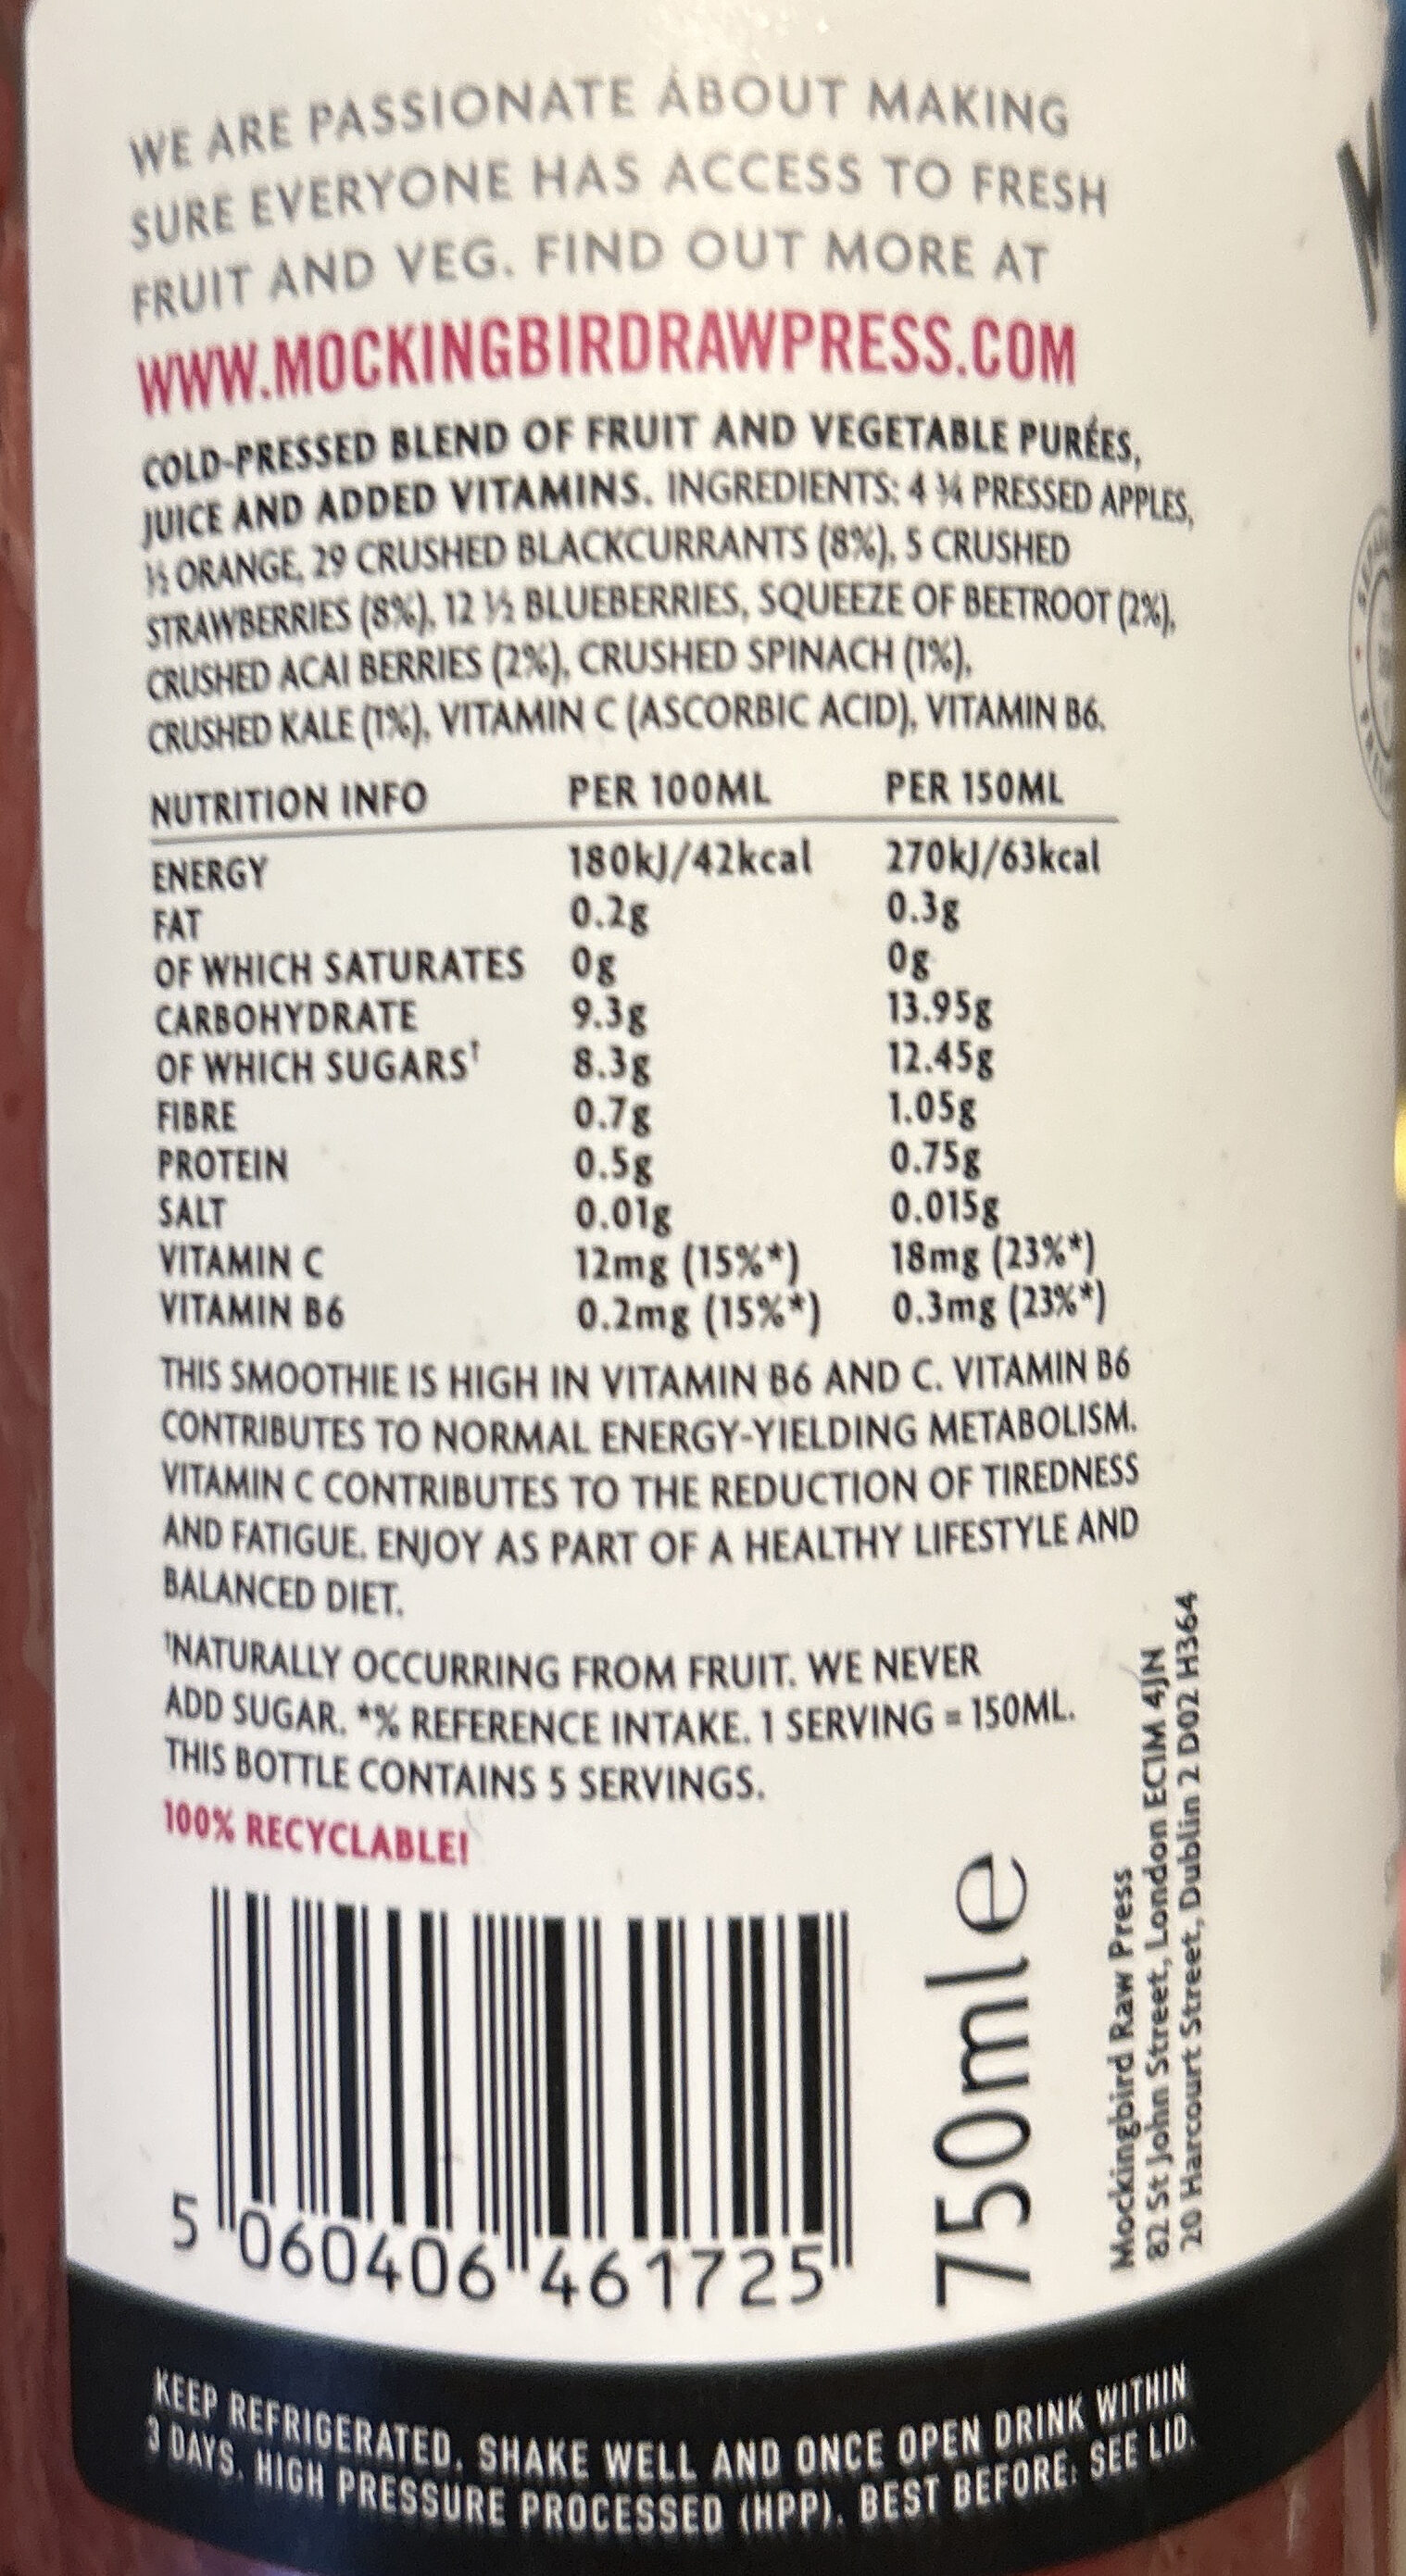 WE ARE PASSIONATE ABOUT MAKING
SURE EVERYONE HAS ACCESS TO FRESH
FRUIT AND VEG. FIND OUT MORE AT
WWW.MOCKINGBIRDRAWPRESS.COM
COLD-PRESSED BLEND OF FRUIT AND VEGETABLE PURÉES,
JUICE AND ADDED VITAMINS. INGREDIENTS: 4 ¾ PRESSED APPLES,
½ ORANGE, 29 CRUSHED BLACKCURRANTS (8%), 5 CRUSHED
STRAWBERRIES (8%), 12 ½ BLUEBERRIES, SQUEEZE OF BEETROOT (2%),
CRUSHED ACAI BERRIES (2%), CRUSHED SPINACH (1%),
CRUSHED KALE (1%), VITAMIN C (ASCORBIC ACID), VITAMIN B6.
NUTRITION INFO PER 100ML PER 150ML
ENERGY 180kJ/42kcal 270kJ/63kcal
FAT 0.2g 0.3g
OF WHICH SATURATES 0g 0g
CARBOHYDRATE 9.3g 13.95g
OF WHICH SUGARS† 8.3g 12.45g
FIBRE 0.7g 1.05g
PROTEIN 0.5g 0.75g
SALT 0.01g 0.015g
VITAMIN C 12mg (15%*) 18mg (23%*)
VITAMIN B6 0.2mg (15%*) 0.3mg (23%*)
THIS SMOOTHIE IS HIGH IN VITAMIN B6 AND C. VITAMIN B6
CONTRIBUTES TO NORMAL ENERGY-YIELDING METABOLISM.
VITAMIN C CONTRIBUTES TO THE REDUCTION OF TIREDNESS
AND FATIGUE. ENJOY AS PART OF A HEALTHY LIFESTYLE AND
BALANCED DIET.
†NATURALLY OCCURRING FROM FRUIT. WE NEVER
ADD SUGAR. *% REFERENCE INTAKE. 1 SERVING = 150ML.
THIS BOTTLE CONTAINS 5 SERVINGS.
100% RECYCLABLE!
5 060406 461725
750ml e
Mockingbird Raw Press
82 St John Street, London EC1M 4JN
20 Harcourt Street, Dublin 2 D02 H364
KEEP REFRIGERATED. SHAKE WELL AND ONCE OPEN DRINK WITHIN
3 DAYS. HIGH PRESSURE PROCESSED (HPP). BEST BEFORE: SEE LID.